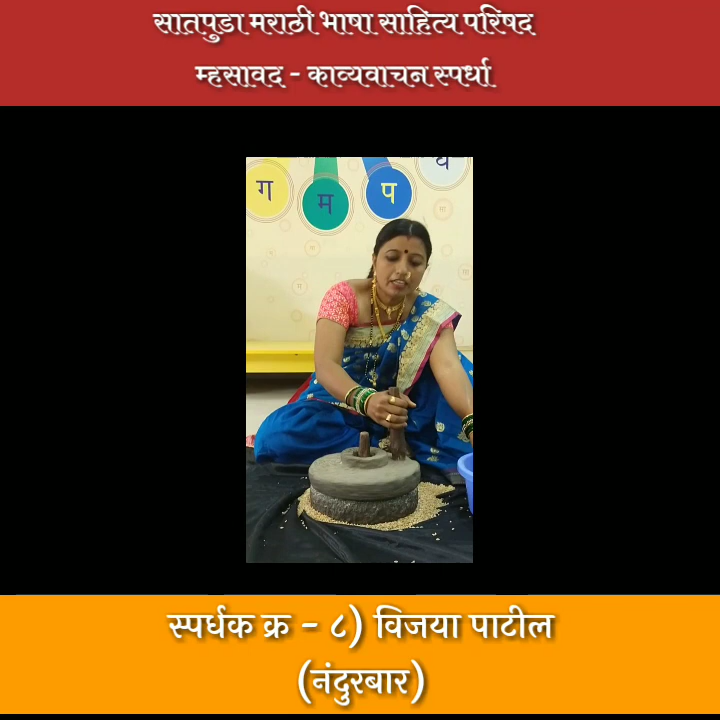 सातपुडा मराठी भाषा साहित्य परिषद
म्हसावद - काव्यवाचन स्पर्धा
ग
म
प
स्पर्धक क्र - ८) विजया पाटील
(नंदुरबार)